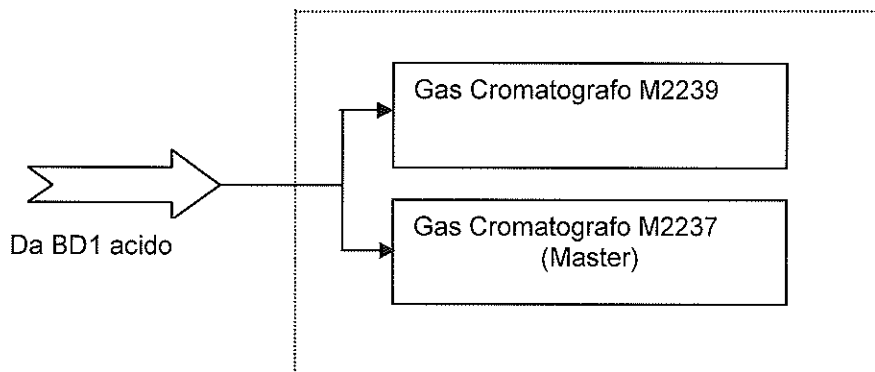 Gas Cromatografo M2239
Da BD1 acido
Gas Cromatografo M2237
(Master)